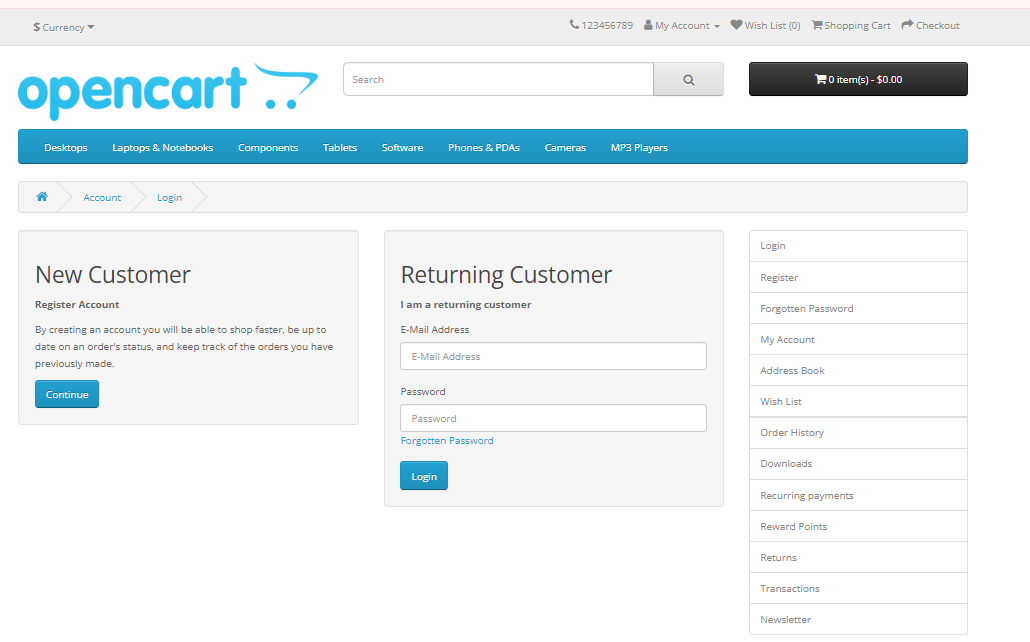 $ Currency
123456789 My Account Wish List (0) Shopping Cart Checkout
opencart
Search
0 item(s) - $0.00
Desktops Laptops & Notebooks Components Tablets Software Phones & PDAs Cameras MP3 Players
Account Login
New Customer
Register Account
By creating an account you will be able to shop faster, be up to
date on an order's status, and keep track of the orders you have
previously made.
Continue
Returning Customer
I am a returning customer
E-Mail Address
E-Mail Address
Password
Password
Forgotten Password
Login
Login
Register
Forgotten Password
My Account
Address Book
Wish List
Order History
Downloads
Recurring payments
Reward Points
Returns
Transactions
Newsletter